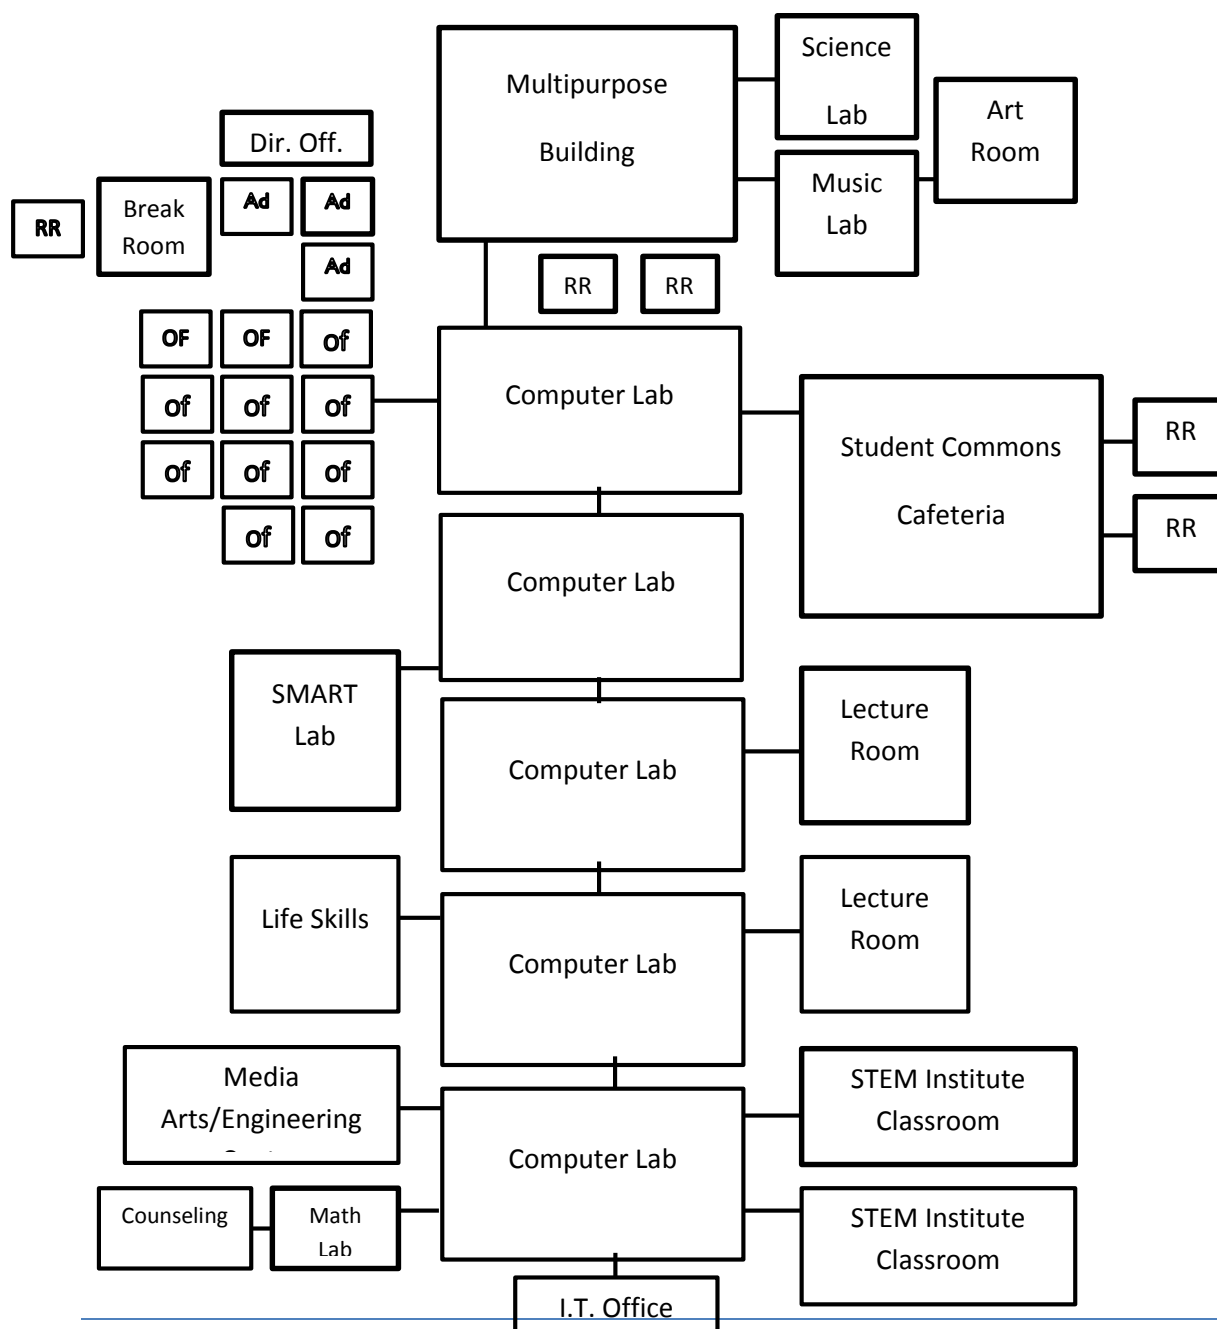 Multipurpose
Building
Science
Lab
Art
Room
Music
Lab
Dir. Off.
RR
Break
Room
Ad
Ad
Ad
RR
RR
OF
OF
Of
Of
Of
Of
Of
Of
Of
Of
Of
Computer Lab
Student Commons
Cafeteria
RR
RR
Computer Lab
SMART
Lab
Computer Lab
Lecture
Room
Life Skills
Computer Lab
Lecture
Room
Media
Arts/Engineering
Computer Lab
STEM Institute
Classroom
Counseling
Math
Lab
STEM Institute
Classroom
I.T. Office